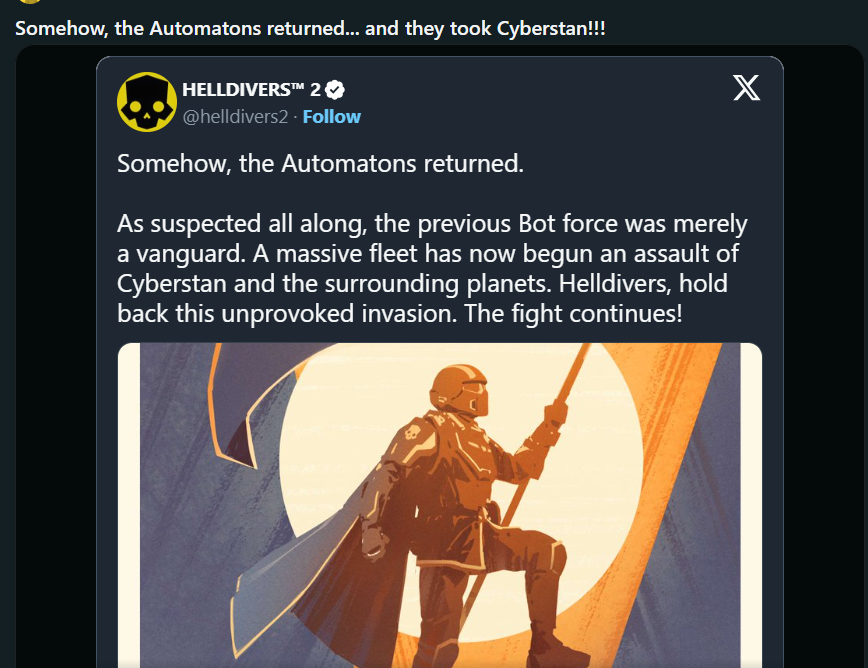 Somehow, the Automatons returned... and they took Cyberstan!!!
HELLDIVERS™ 2
@helldivers2 · Follow
Somehow, the Automatons returned.
As suspected all along, the previous Bot force was merely
a vanguard. A massive fleet has now begun an assault of
Cyberstan and the surrounding planets. Helldivers, hold
back this unprovoked invasion. The fight continues!